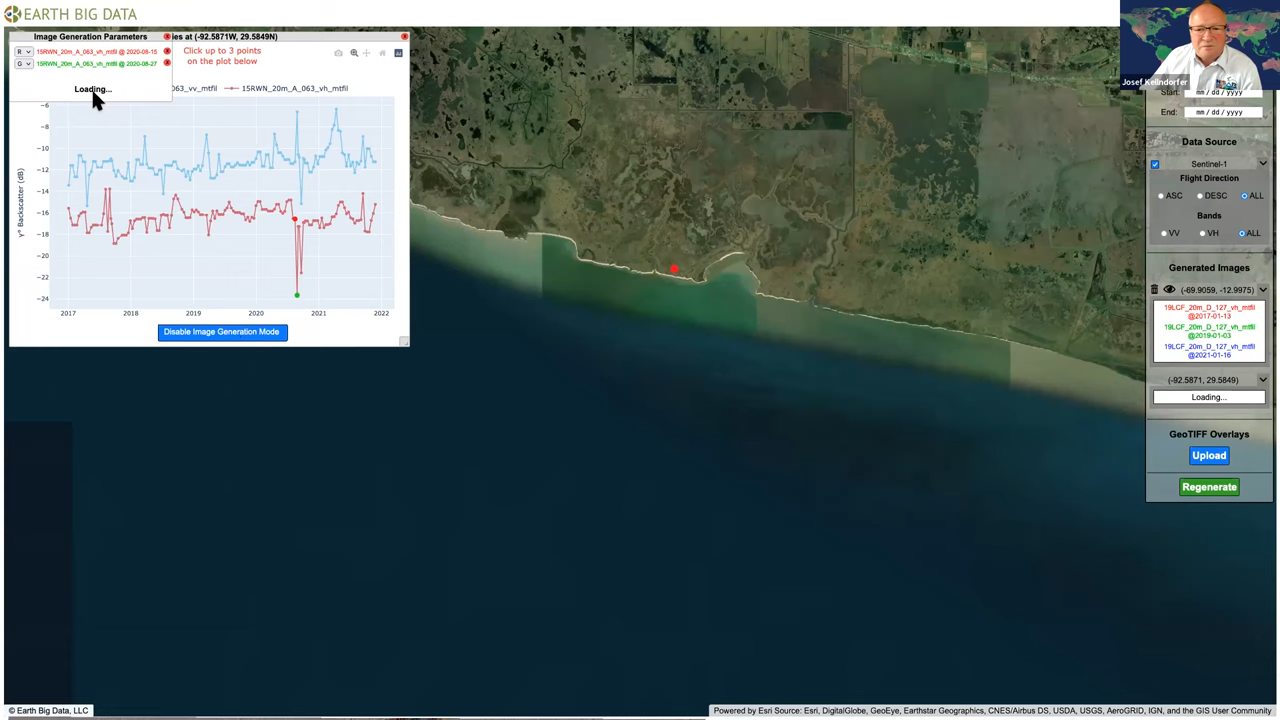 EARTH BIG DATA
Image Generation Parameters
ies at (-92.5871W, 29.5849N)
R
15RWN_20m_A_063_vh_mtfil @ 2020-08-15
G
15RWN_20m_A_063_vh_mtfil @ 2020-08-27
Loading...
Click up to 3 points
on the plot below
063_vv_mtfil
15RWN_20m_A_063_vh_mtfil
γ° Backscatter (dB)
−6
−8
−10
−12
−14
−16
−18
−20
−22
−24
2017
2018
2019
2020
2021
2022
Disable Image Generation Mode
Josef Kellndorfer
Start:
mm / dd / yyyy
End:
mm / dd / yyyy
Data Source
Sentinel-1
Flight Direction
ASC
DESC
ALL
Bands
VV
VH
ALL
Generated Images
(-69.9059, -12.9975)
19LCF_20m_D_127_vh_mtfil
@2017-01-13
19LCF_20m_D_127_vh_mtfil
@2019-01-03
19LCF_20m_D_127_vh_mtfil
@2021-01-16
(-92.5871, 29.5849)
Loading...
GeoTIFF Overlays
Upload
Regenerate
© Earth Big Data, LLC
Powered by Esri Source: Esri, DigitalGlobe, GeoEye, Earthstar Geographics, CNES/Airbus DS, USDA, USGS, AeroGRID, IGN, and the GIS User Community